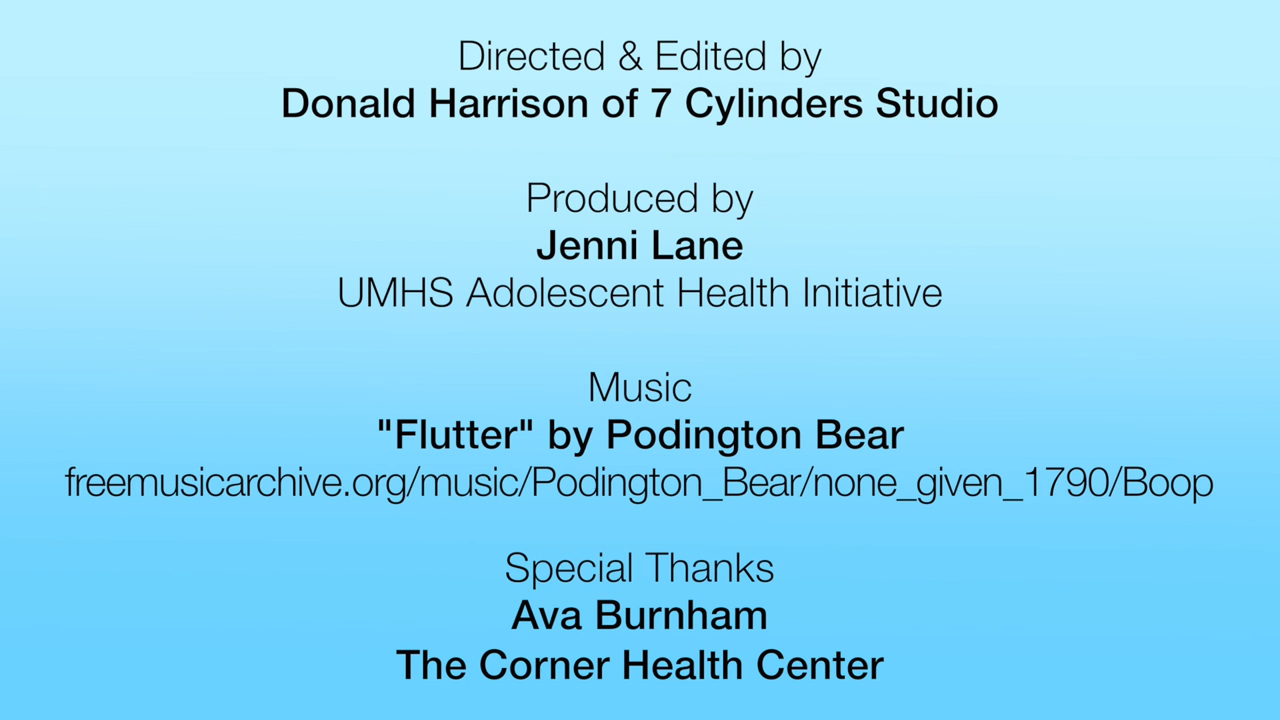 Directed & Edited by
Donald Harrison of 7 Cylinders Studio
Produced by
Jenni Lane
UMHS Adolescent Health Initiative
Music
"Flutter" by Podington Bear
freemusicarchive.org/music/Podington_Bear/none_given_1790/Boop
Special Thanks
Ava Burnham
The Corner Health Center